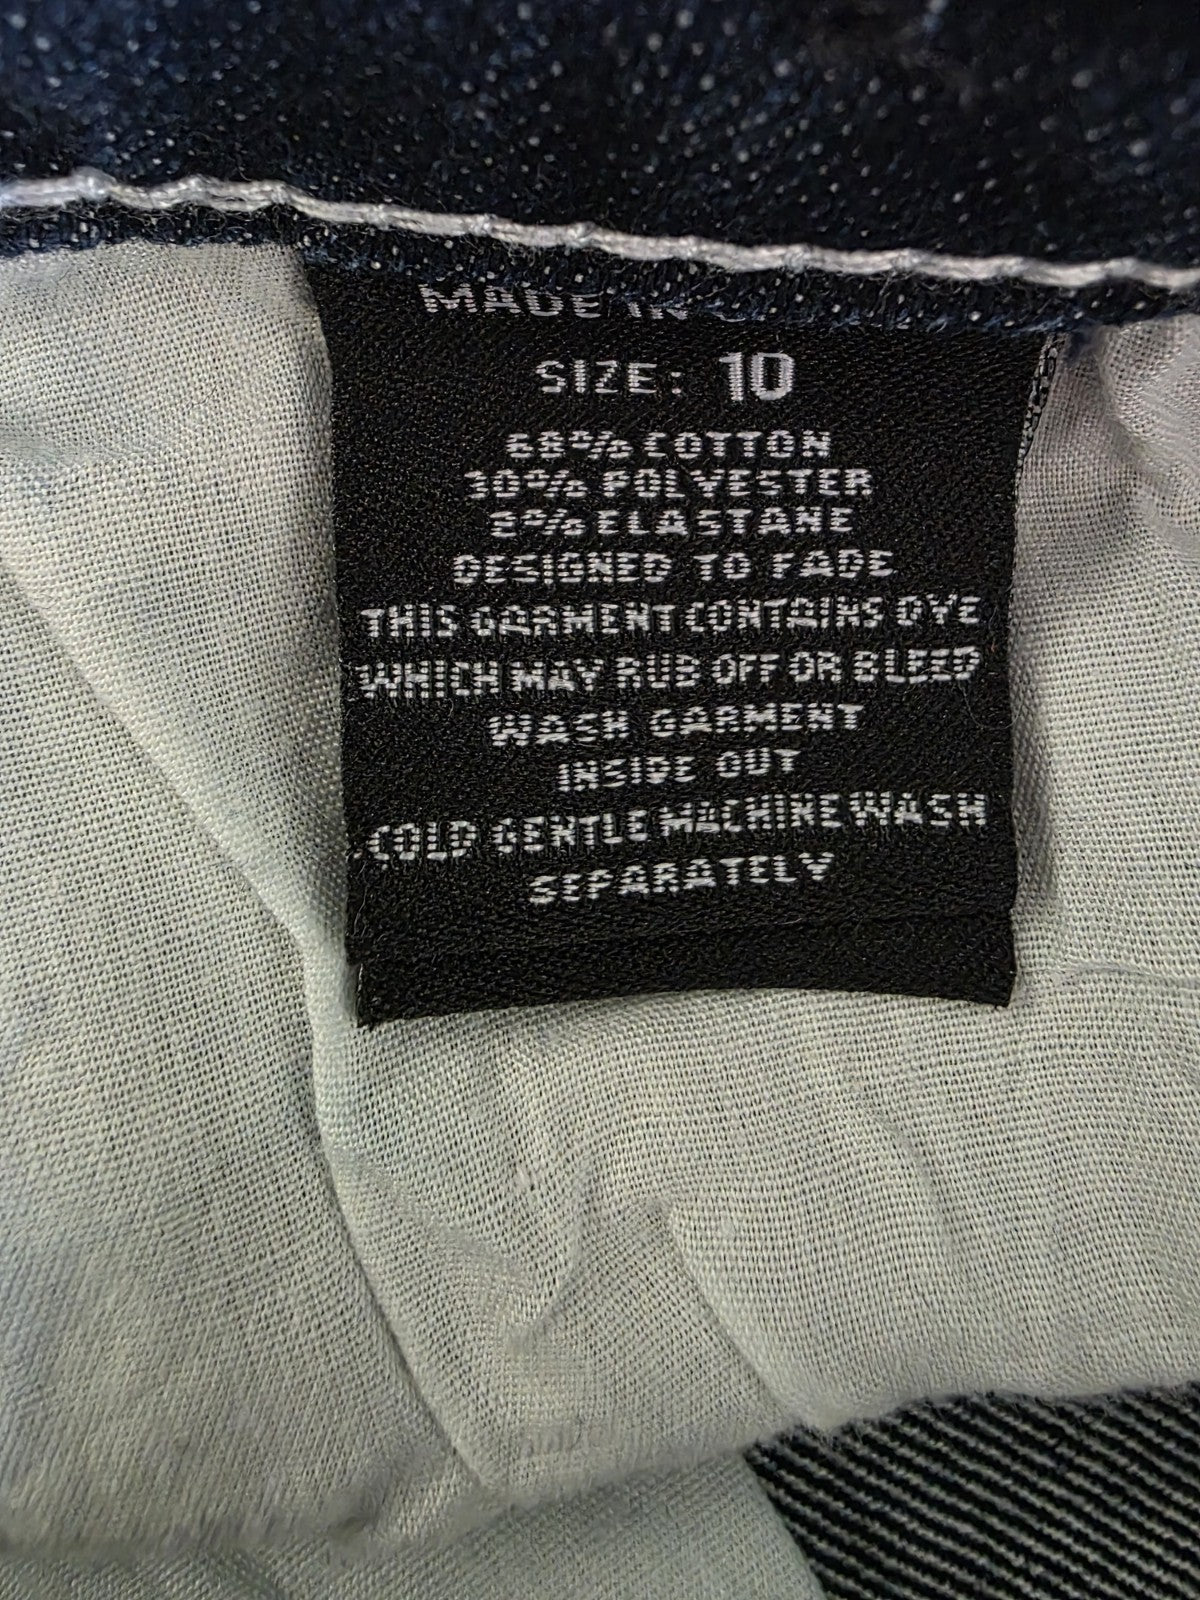 MADE IN
SIZE: 10
68% COTTON
30% POLYESTER
2% ELASTANE
DESIGNED TO FADE
THIS GARMENT CONTAINS DYE
WHICH MAY RUB OFF OR BLEED
WASH GARMENT
INSIDE OUT
.COLD GENTLE MACHINE WASH
SEPARATELY